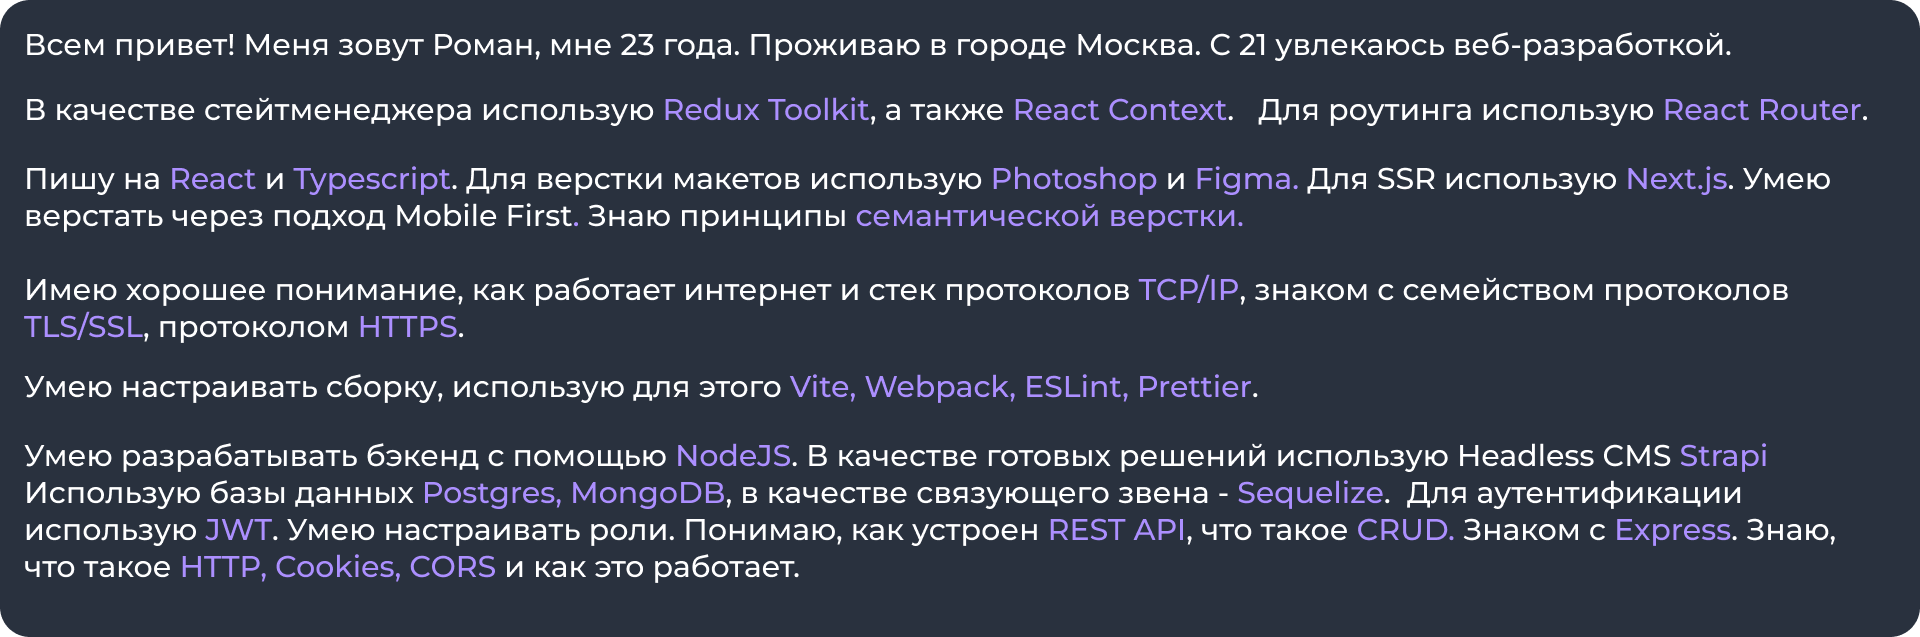 Всем привет! Меня зовут Роман, мне 23 года. Проживаю в городе Москва. С 21 увлекаюсь веб-разработкой.
В качестве стейтменеджера использую Redux Toolkit, а также React Context. Для роутинга использую React Router.
Пишу на React и Typescript. Для верстки макетов использую Photoshop и Figma. Для SSR использую Next.js. Умею
верстать через подход Mobile First. Знаю принципы семантической верстки.
Имею хорошее понимание, как работает интернет и стек протоколов TCP/IP, знаком с семейством протоколов
TLS/SSL, протоколом HTTPS.
Умею настраивать сборку, использую для этого Vite, Webpack, ESLint, Prettier.
Умею разрабатывать бэкенд с помощью NodeJS. В качестве готовых решений использую Headless CMS Strapi
Использую базы данных Postgres, MongoDB, в качестве связующего звена - Sequelize. Для аутентификации
использую JWT. Умею настраивать роли. Понимаю, как устроен REST API, что такое CRUD. Знаком с Express. Знаю,
что такое HTTP, Cookies, CORS и как это работает.